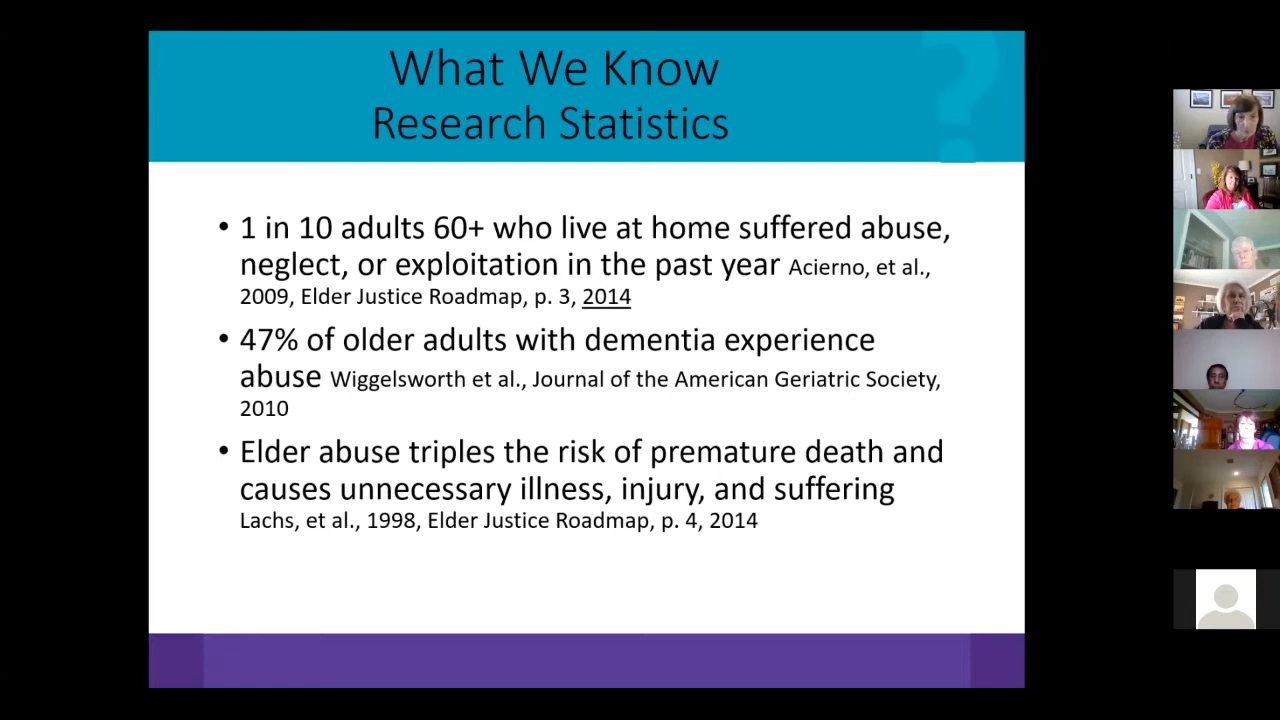 What We Know
Research Statistics
• 1 in 10 adults 60+ who live at home suffered abuse,
neglect, or exploitation in the past year Acierno, et al.,
2009, Elder Justice Roadmap, p. 3, 2014
• 47% of older adults with dementia experience
abuse Wiggelsworth et al., Journal of the American Geriatric Society,
2010
• Elder abuse triples the risk of premature death and
causes unnecessary illness, injury, and suffering
Lachs, et al., 1998, Elder Justice Roadmap, p. 4, 2014